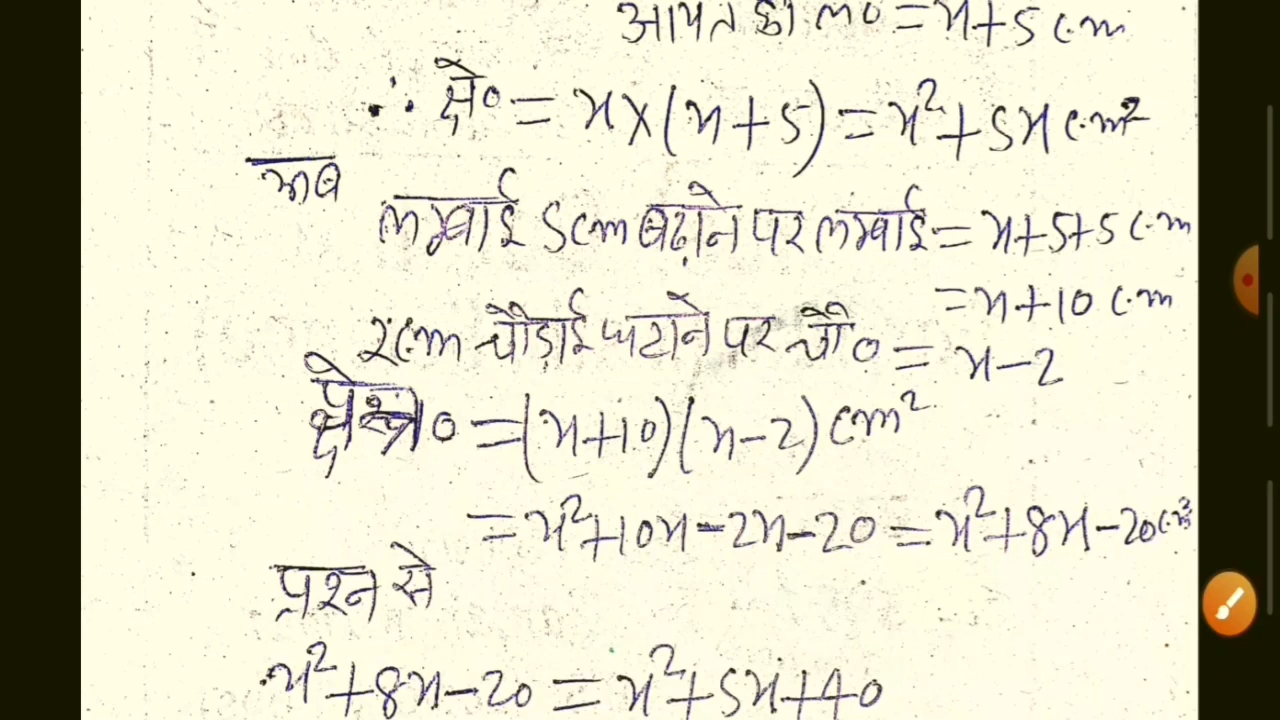 आयत की ल० = x+5 cm
∴ क्षे० = x×(x+5) = x²+5x cm²
अब
लम्बाई 5cm बढ़ाने पर लम्बाई = x+5+5 cm
= x+10 cm
2cm चौड़ाई घटाने पर चौ० = x-2
क्षेत्र० = (x+10)(x-2) cm²
= x²+10x-2x-20 = x²+8x-20 cm²
प्रश्न से
x²+8x-20 = x²+5x+40